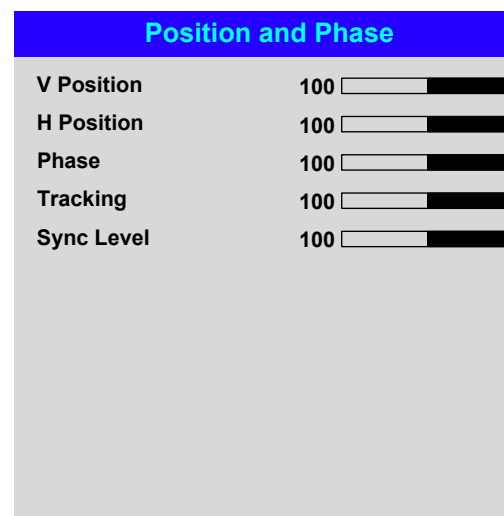 Position and Phase
V Position 100
H Position 100
Phase 100
Tracking 100
Sync Level 100